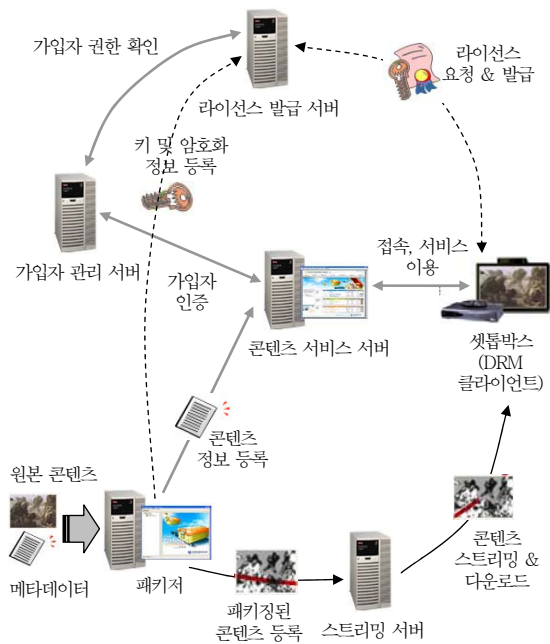 가입자 권한 확인
라이선스
요청 & 발급
라이선스 발급 서버
키 및 암호화
정보 등록
접속, 서비스
이용
가입자 관리 서버
가입자
인증
콘텐츠 서비스 서버
셋톱박스
(DRM
클라이언트)
콘텐츠
정보 등록
원본 콘텐츠
콘텐츠
스트리밍 &
다운로드
메타데이터
패키저
패키징된
콘텐츠 등록
스트리밍 서버